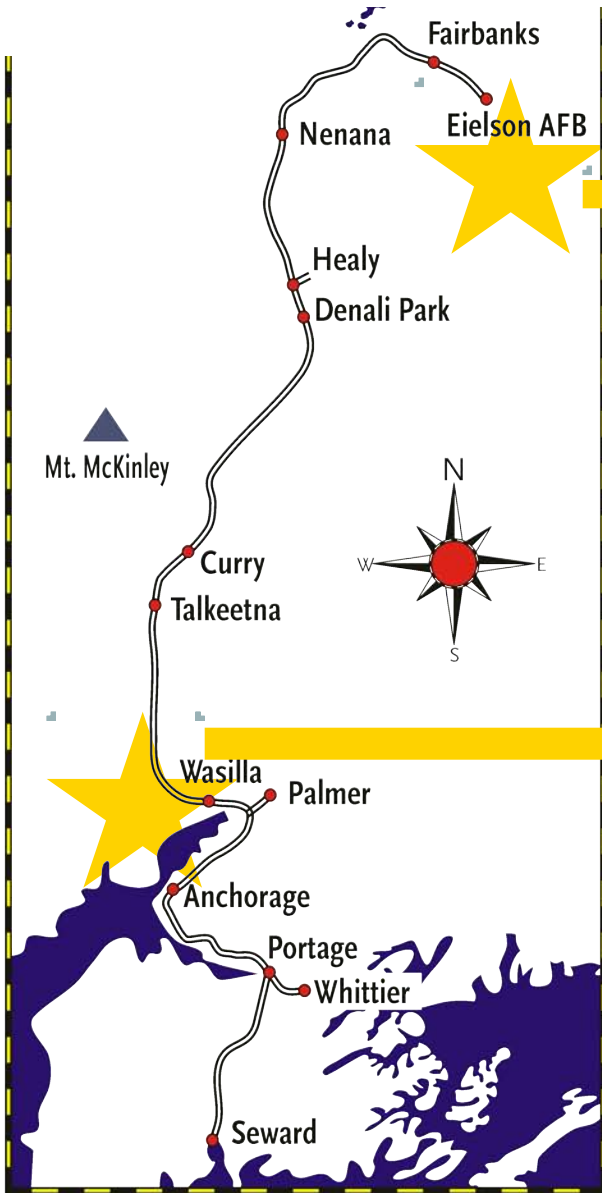 Fairbanks
Eielson AFB
Nenana
Healy
Denali Park
Mt. McKinley
N
W
E
S
Curry
Talkeetna
Wasilla
Palmer
Anchorage
Portage
Whittier
Seward